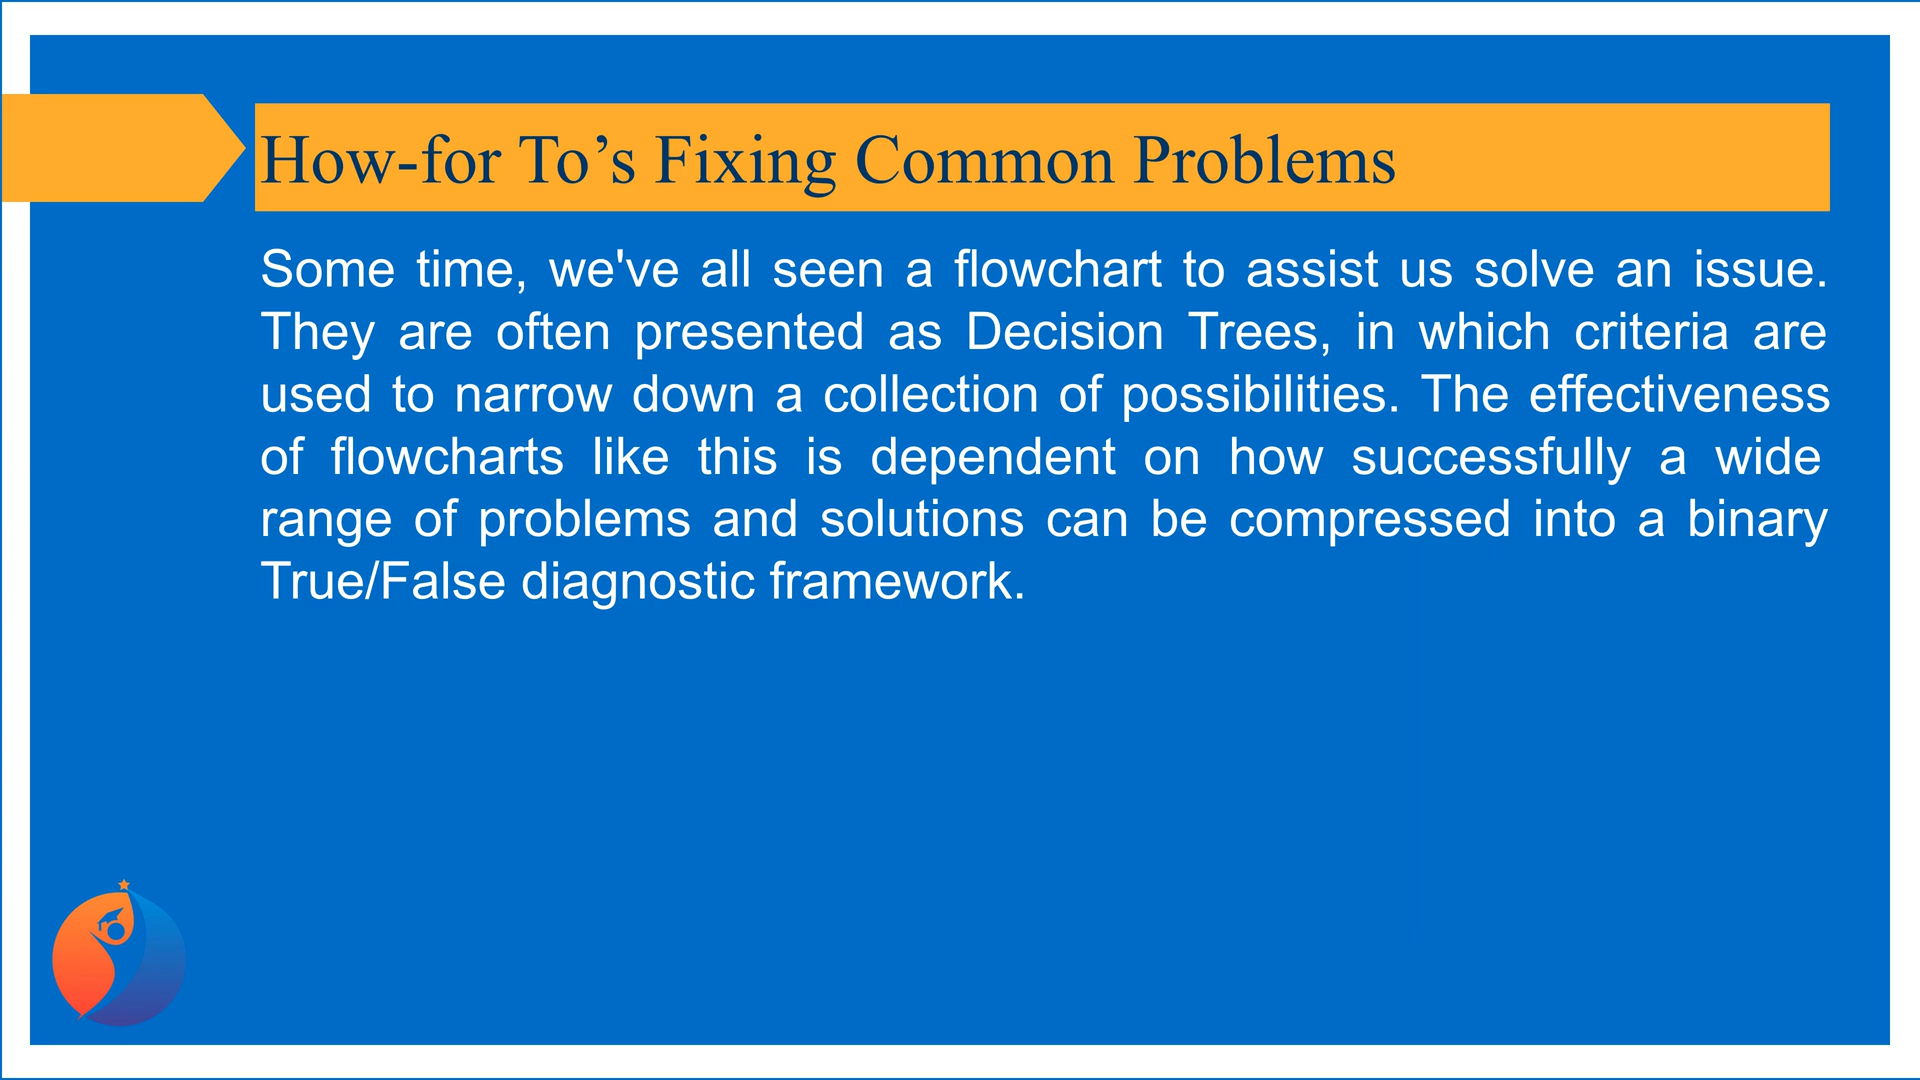 How-for To’s Fixing Common Problems
Some time, we've all seen a flowchart to assist us solve an issue.
They are often presented as Decision Trees, in which criteria are
used to narrow down a collection of possibilities. The effectiveness
of flowcharts like this is dependent on how successfully a wide
range of problems and solutions can be compressed into a binary
True/False diagnostic framework.